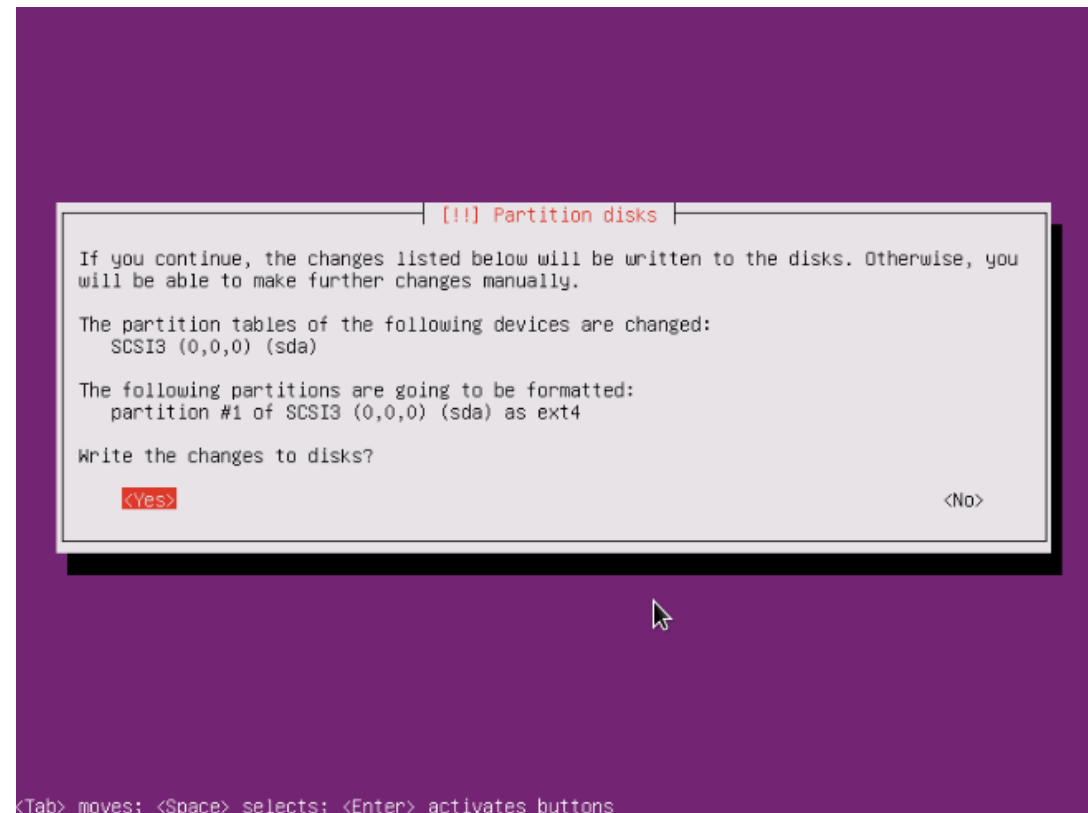 [!!] Partition disks
If you continue, the changes listed below will be written to the disks. Otherwise, you
will be able to make further changes manually.
The partition tables of the following devices are changed:
SCSI3 (0,0,0) (sda)
The following partitions are going to be formatted:
partition #1 of SCSI3 (0,0,0) (sda) as ext4
Write the changes to disks?
<Yes> <No>
<Tab> moves; <Space> selects; <Enter> activates buttons